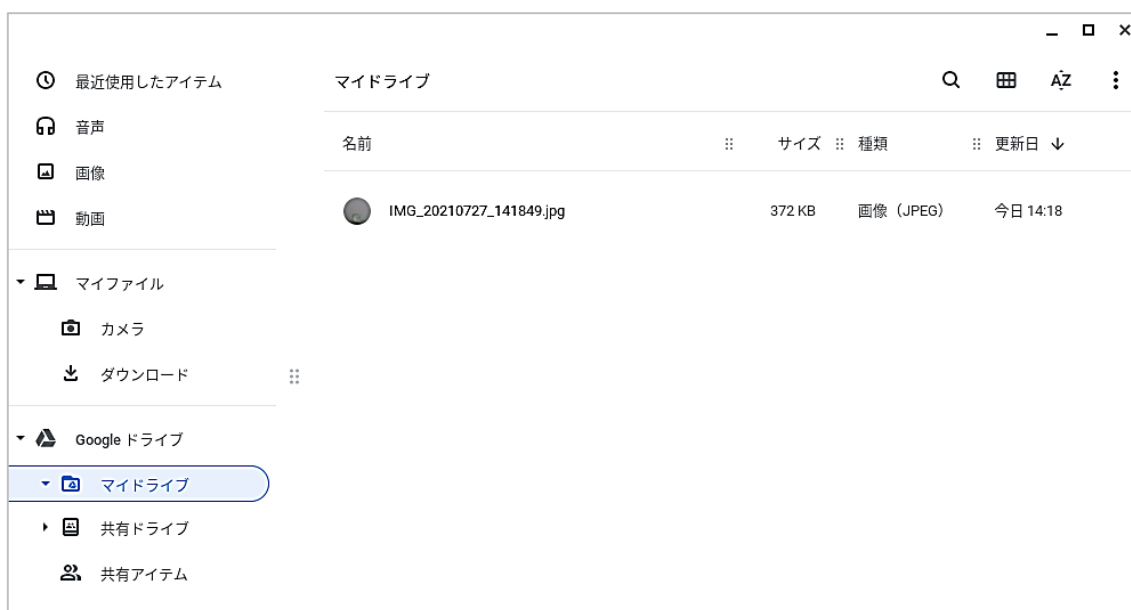 最近使用したアイテム
音声
画像
動画
マイファイル
カメラ
ダウンロード
Google ドライブ
マイドライブ
共有ドライブ
共有アイテム
マイドライブ
AZ
名前 サイズ 種類 更新日
IMG_20210727_141849.jpg 372 KB 画像（JPEG） 今日 14:18